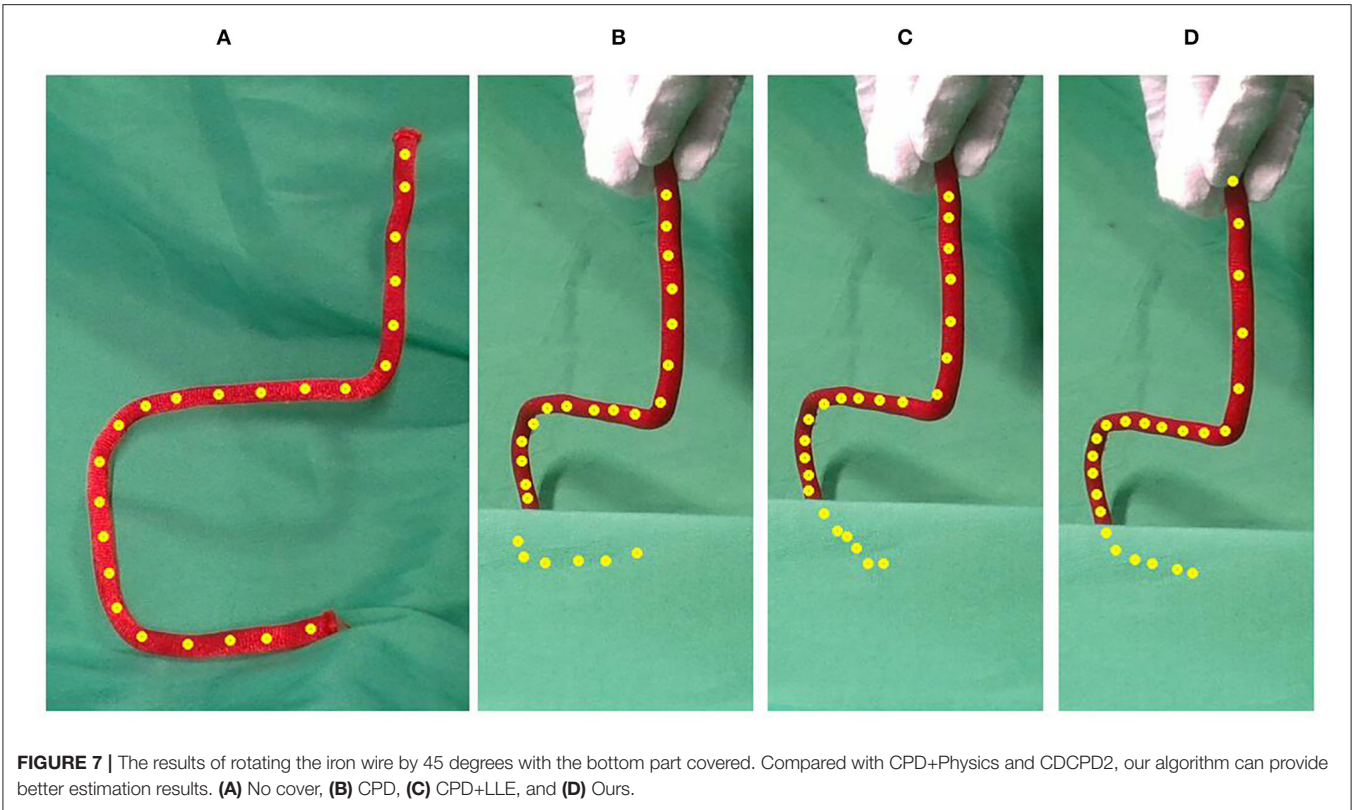 A B C D
FIGURE 7 | The results of rotating the iron wire by 45 degrees with the bottom part covered. Compared with CPD+Physics and CDCPD2, our algorithm can provide
better estimation results. (A) No cover, (B) CPD, (C) CPD+LLE, and (D) Ours.